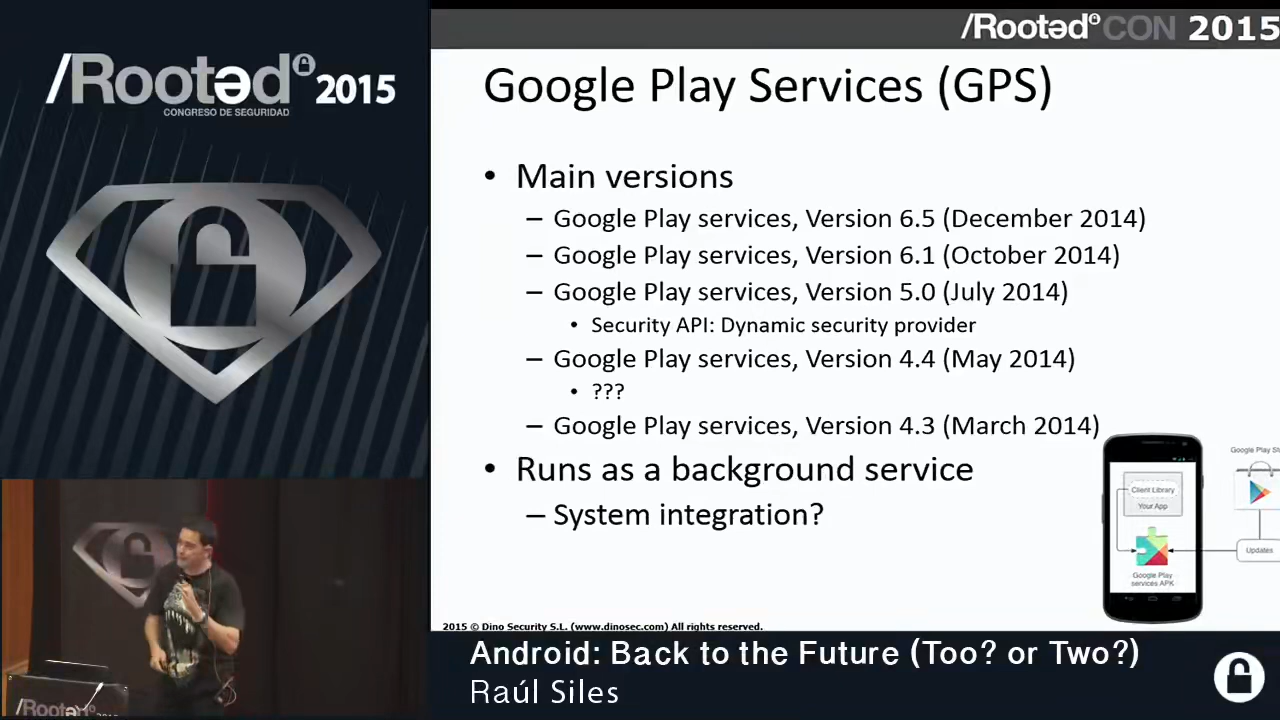 /Rootəd 2015
CONGRESO DE SEGURIDAD
/Rootəd CON 2015
Google Play Services (GPS)
• Main versions
– Google Play services, Version 6.5 (December 2014)
– Google Play services, Version 6.1 (October 2014)
– Google Play services, Version 5.0 (July 2014)
• Security API: Dynamic security provider
– Google Play services, Version 4.4 (May 2014)
• ???
– Google Play services, Version 4.3 (March 2014)
• Runs as a background service
– System integration?
Google Play St
Client Library
Your App
Updates
Google Play
services APK
2015 © Dino Security S.L. (www.dinosec.com) All rights reserved.
Android: Back to the Future (Too? or Two?)
Raúl Siles
/Rootəd